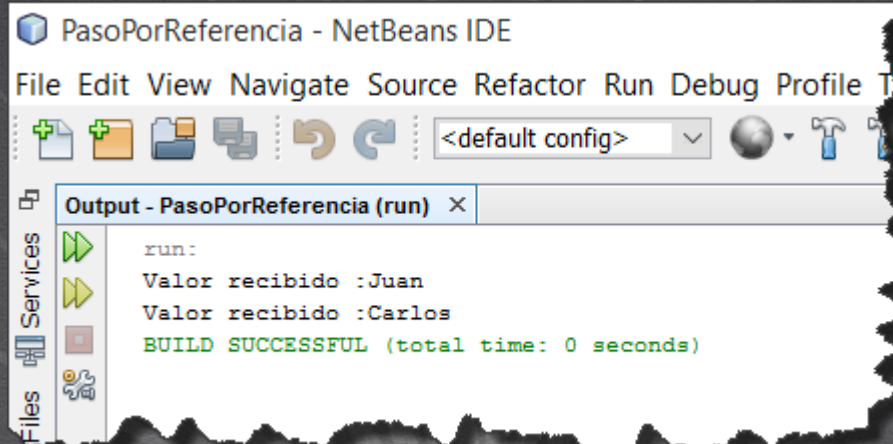 PasoPorReferencia - NetBeans IDE
File Edit View Navigate Source Refactor Run Debug Profile
<default config>
Output - PasoPorReferencia (run)
Services
Files
run:
Valor recibido :Juan
Valor recibido :Carlos
BUILD SUCCESSFUL (total time: 0 seconds)